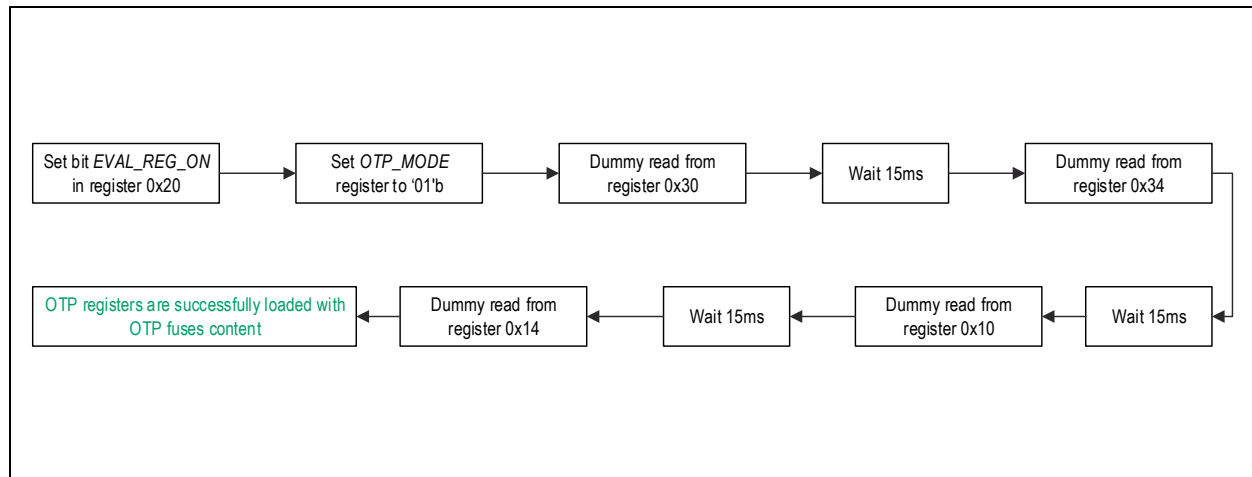 Set bit EVAL_REG_ON
in register 0x20
Set OTP_MODE
register to ‘01'b
Dummy read from
register 0x30
Wait 15ms
Dummy read from
register 0x34
Wait 15ms
Dummy read from
register 0x10
Wait 15ms
Dummy read from
register 0x14
OTP registers are successfully loaded with
OTP fuses content